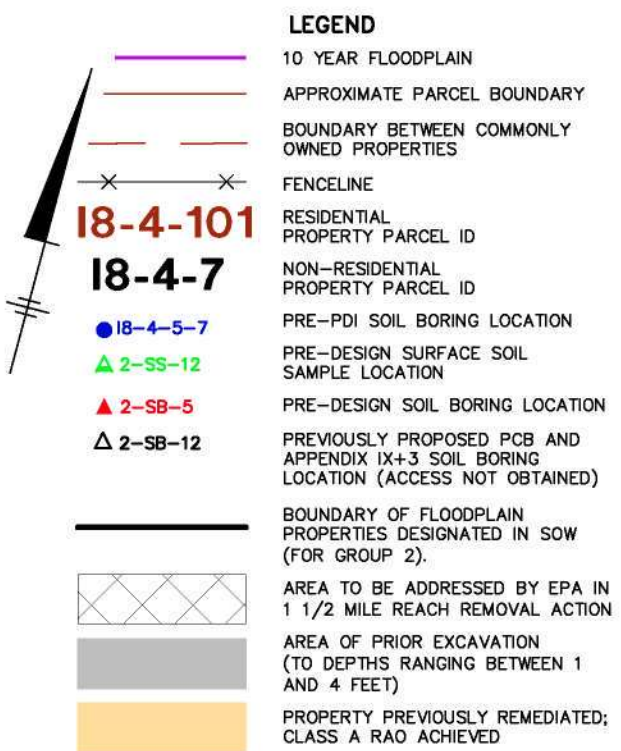 LEGEND
10 YEAR FLOODPLAIN
APPROXIMATE PARCEL BOUNDARY
BOUNDARY BETWEEN COMMONLY
OWNED PROPERTIES
FENCELINE
I8-4-101
RESIDENTIAL
PROPERTY PARCEL ID
I8-4-7
NON-RESIDENTIAL
PROPERTY PARCEL ID
I8-4-5-7
PRE-PDI SOIL BORING LOCATION
2-SS-12
PRE-DESIGN SURFACE SOIL
SAMPLE LOCATION
2-SB-5
PRE-DESIGN SOIL BORING LOCATION
2-SB-12
PREVIOUSLY PROPOSED PCB AND
APPENDIX IX+3 SOIL BORING
LOCATION (ACCESS NOT OBTAINED)
BOUNDARY OF FLOODPLAIN
PROPERTIES DESIGNATED IN SOW
(FOR GROUP 2).
AREA TO BE ADDRESSED BY EPA IN
1 1/2 MILE REACH REMOVAL ACTION
AREA OF PRIOR EXCAVATION
(TO DEPTHS RANGING BETWEEN 1
AND 4 FEET)
PROPERTY PREVIOUSLY REMEDIATED;
CLASS A RAO ACHIEVED